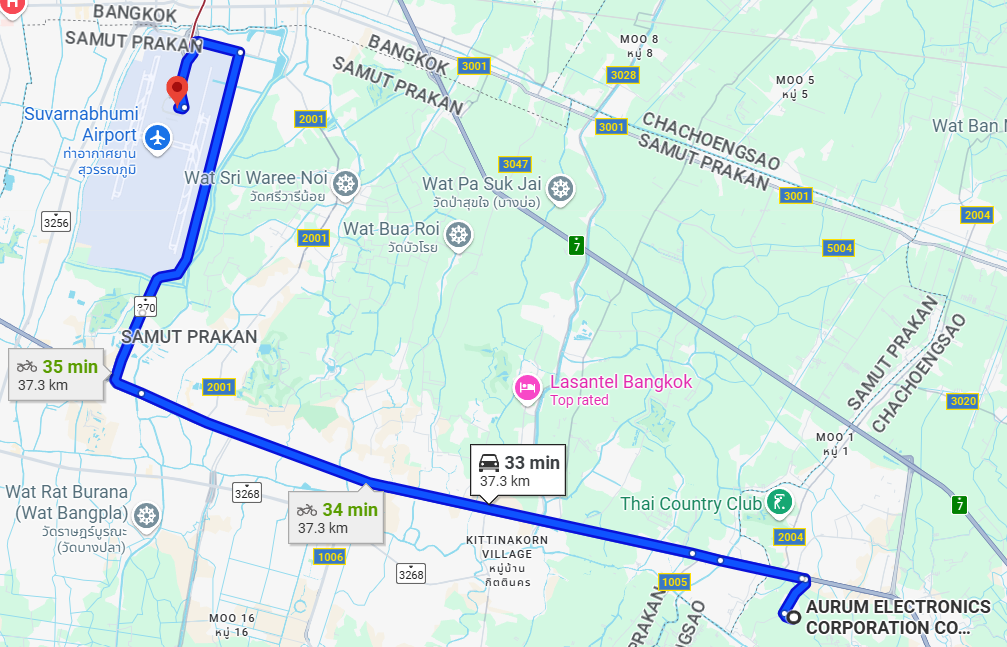 H
BANGKOK
SAMUT PRAKAN
BANGKOK
SAMUT PRAKAN
3001
MOO 8
หมู่ 8
3028
MOO 5
หมู่ 5
Suvarnabhumi
Airport
ท่าอากาศยาน
สุวรรณภูมิ
2001
3001
CHACHOENGSAO
SAMUT PRAKAN
Wat Ban
3047
Wat Sri Waree Noi
วัดศรีวารีน้อย
Wat Pa Suk Jai
วัดป่าสุขใจ (บางบ่อ)
3001
3256
2004
2001
Wat Bua Roi
วัดบัวโรย
7
5004
370
SAMUT PRAKAN
SAMUT PRAKAN
CHACHOENGSAO
35 min
37.3 km
2001
Lasantel Bangkok
Top rated
3020
MOO 1
หมู่ 1
33 min
37.3 km
Wat Rat Burana
(Wat Bangpla)
วัดราษฎร์บูรณะ
(วัดบางปลา)
3268
34 min
37.3 km
Thai Country Club
7
2004
KITTINAKORN
VILLAGE
หมู่บ้าน
กิตตินคร
1006
3268
1005
MOO 16
หมู่ 16
PRAKAN
GSAO
AURUM ELECTRONICS
CORPORATION CO...